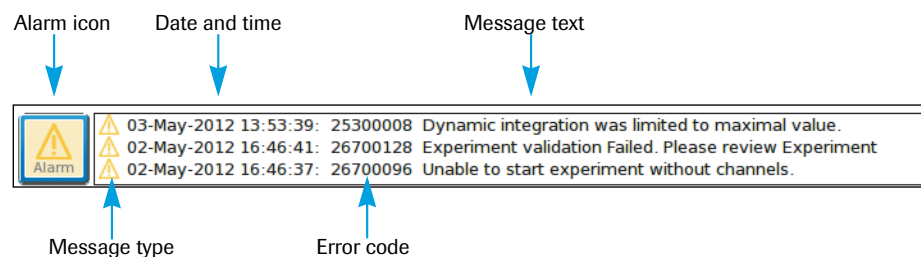 Alarm icon Date and time Message text
03-May-2012 13:53:39: 25300008 Dynamic integration was limited to maximal value.
02-May-2012 16:46:41: 26700128 Experiment validation Failed. Please review Experiment
Alarm 02-May-2012 16:46:37: 26700096 Unable to start experiment without channels.
Message type Error code